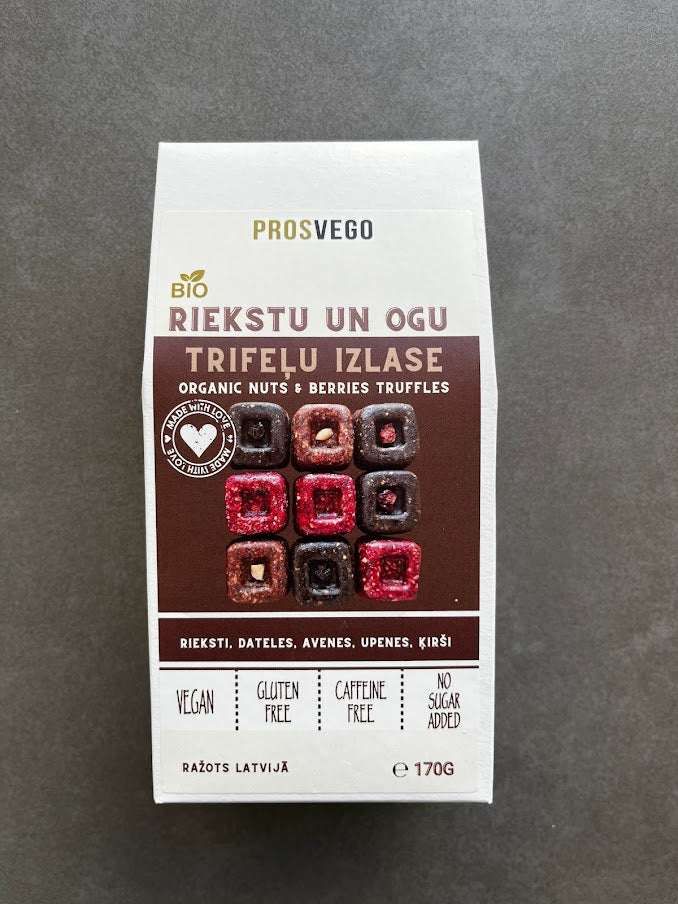 PROSVEGO
BIO
RIEKSTU UN OGU
TRIFEĻU IZLASE
ORGANIC NUTS & BERRIES TRUFFLES
MADE WITH LOVE
MADE WITH LOVE
RIEKSTI, DATELES, AVENES, UPENES, ĶIRŠI
VEGAN
GLUTEN
FREE
CAFFEINE
FREE
NO
SUGAR
ADDED
RAŽOTS LATVIJĀ
℮ 170G